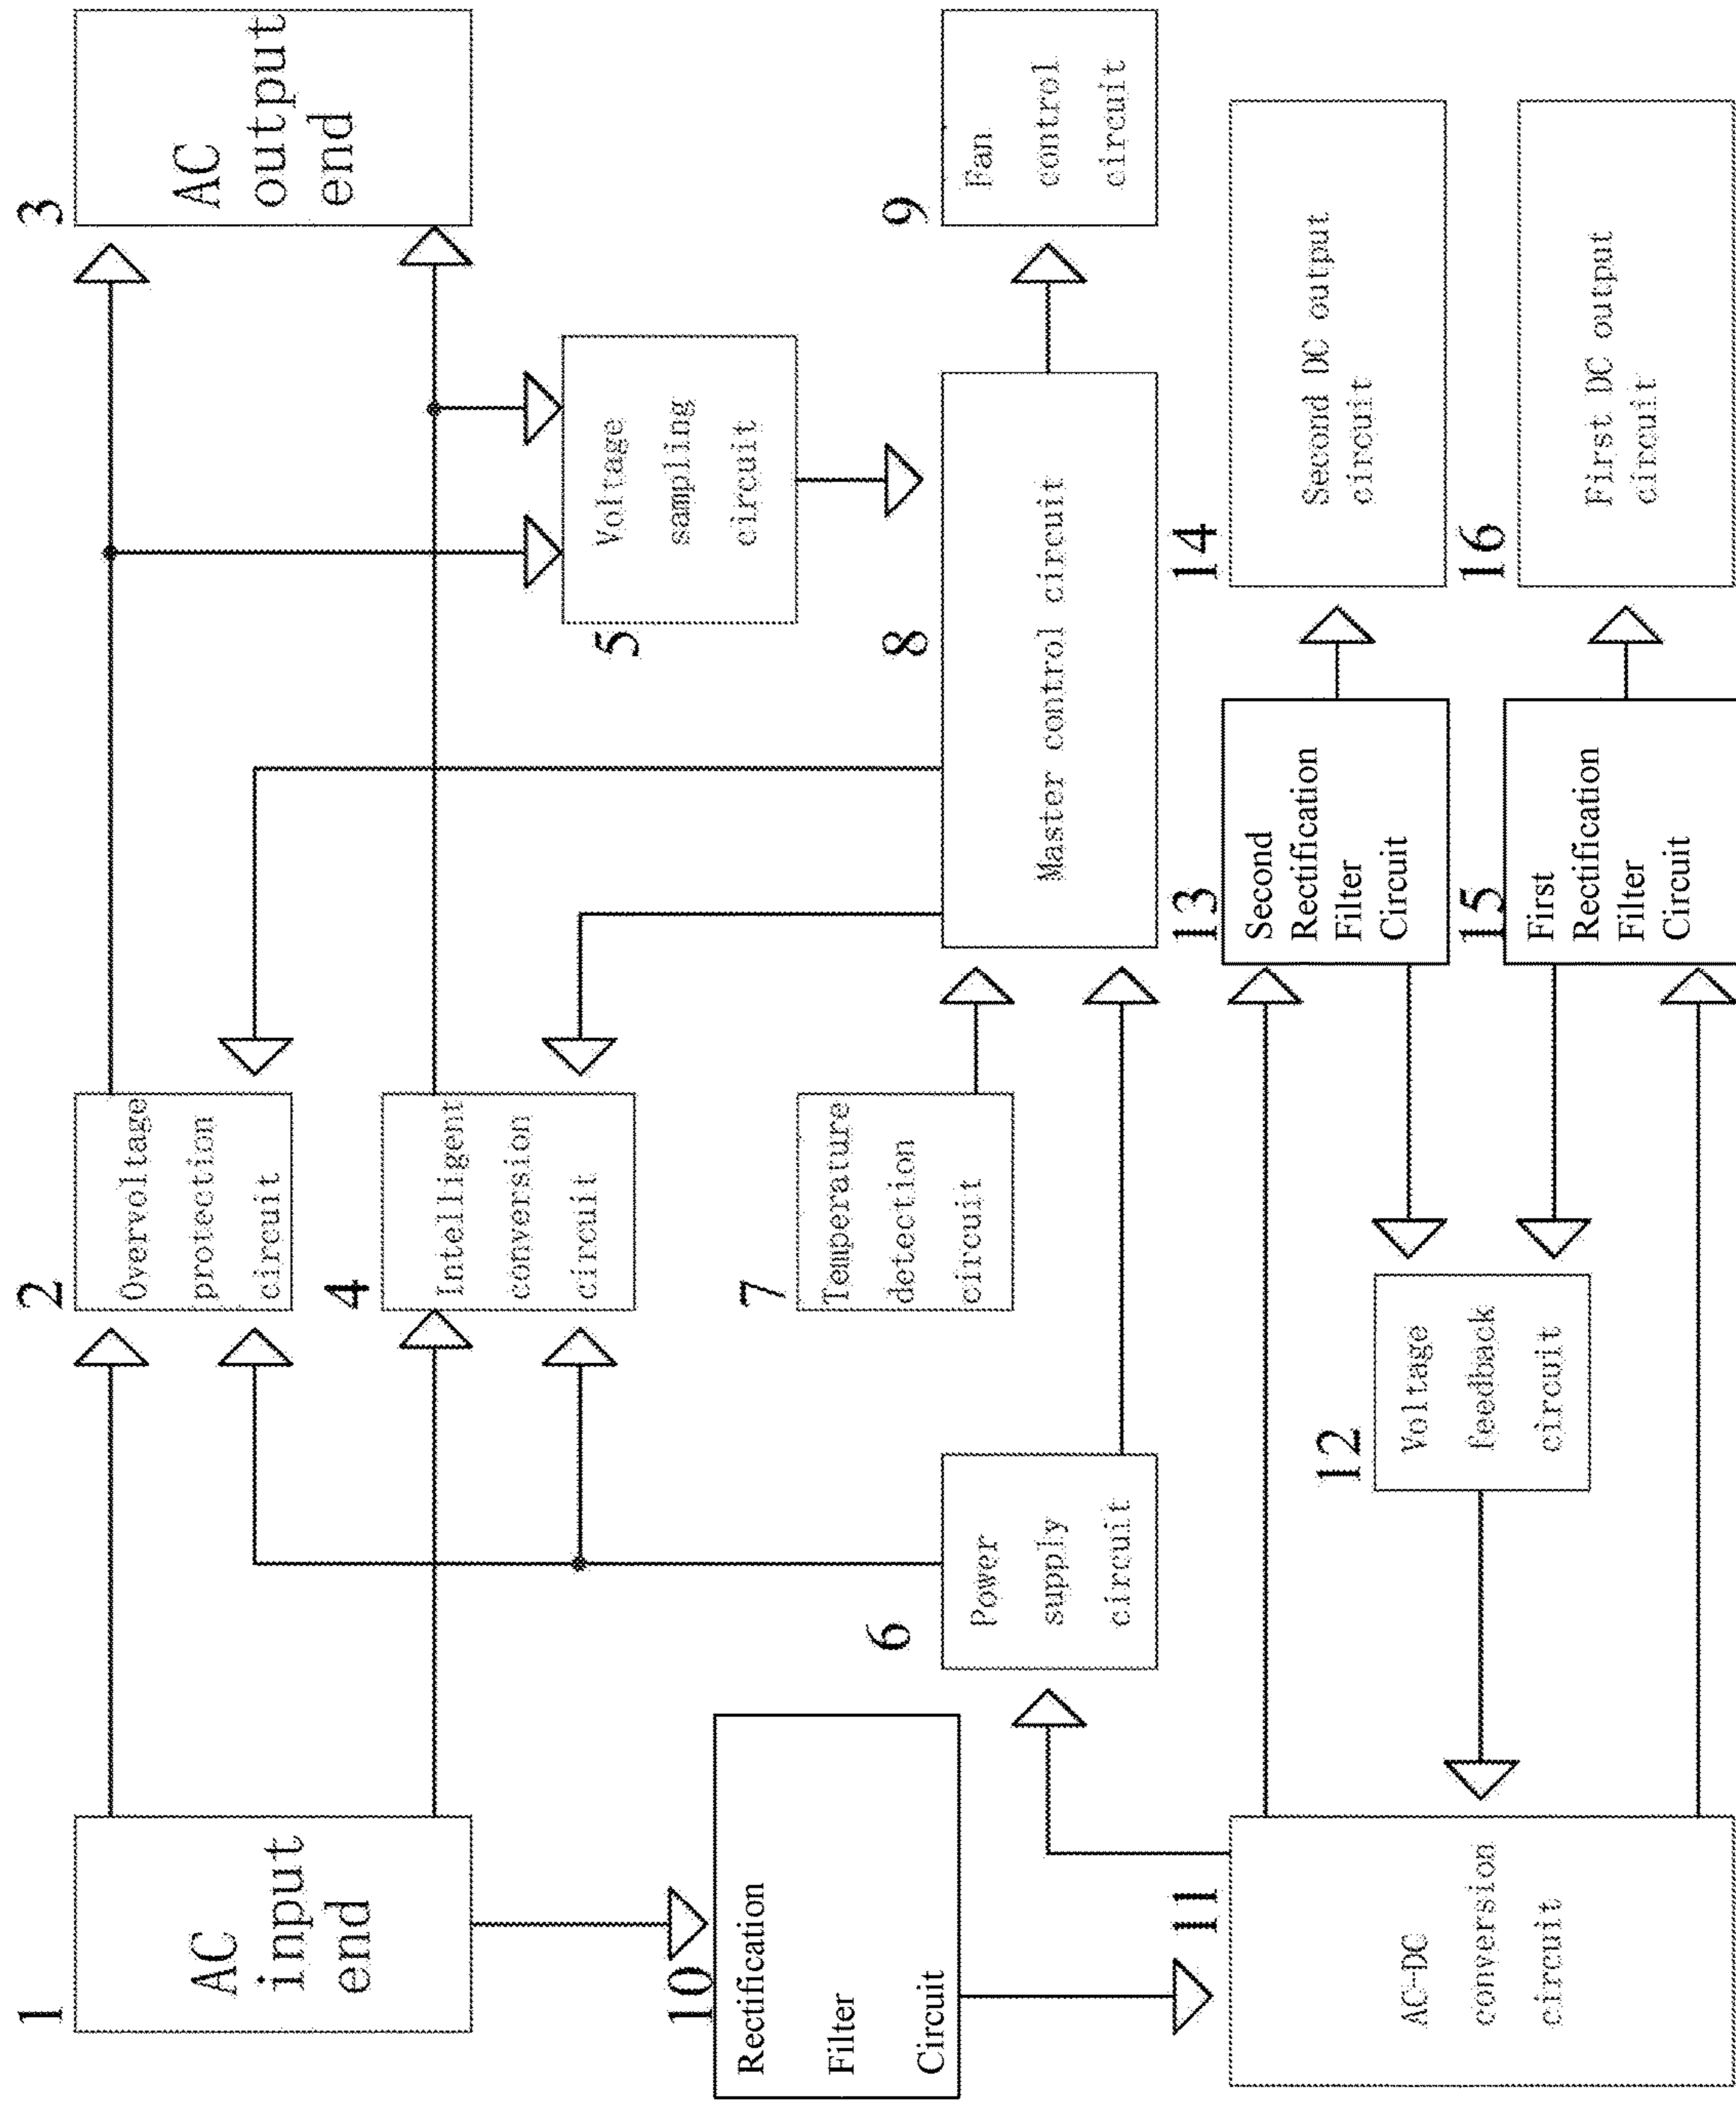 1
AC
input
end
2
Overvoltage
protection
circuit
3
AC
output
end
4
Intelligent
conversion
circuit
5
Voltage
sampling
circuit
6
Power
supply
circuit
7
Temperature
detection
circuit
8
Master control circuit
9
Fan
control
circuit
10
Rectification
Filter
Circuit
11
AC-DC
conversion
circuit
12
Voltage
feedback
circuit
13
Second
Rectification
Filter
Circuit
14
Second DC output
circuit
15
First
Rectification
Filter
Circuit
16
First DC output
circuit